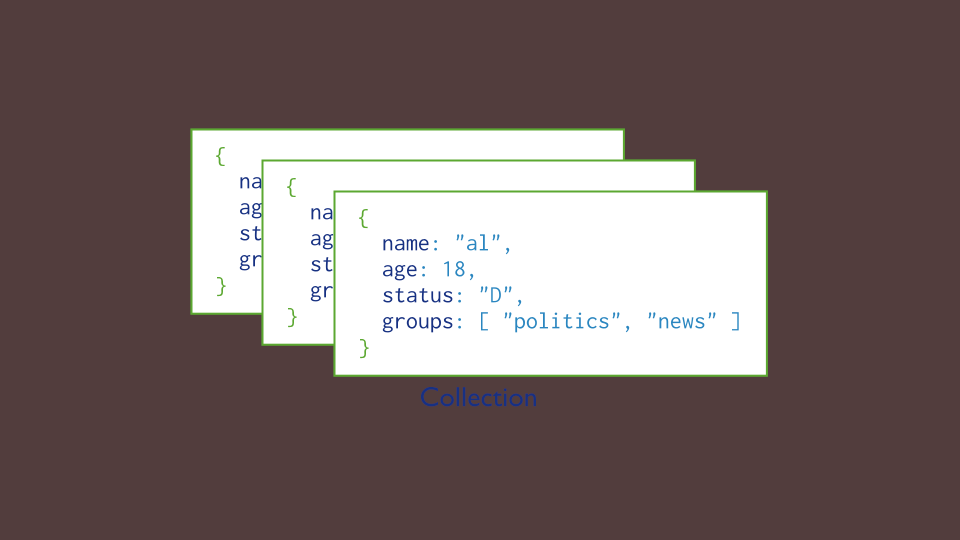 {
na
ag
st
gr
}
{
na
ag
st
gr
}
{
name: "al",
age: 18,
status: "D",
groups: [ "politics", "news" ]
}
Collection